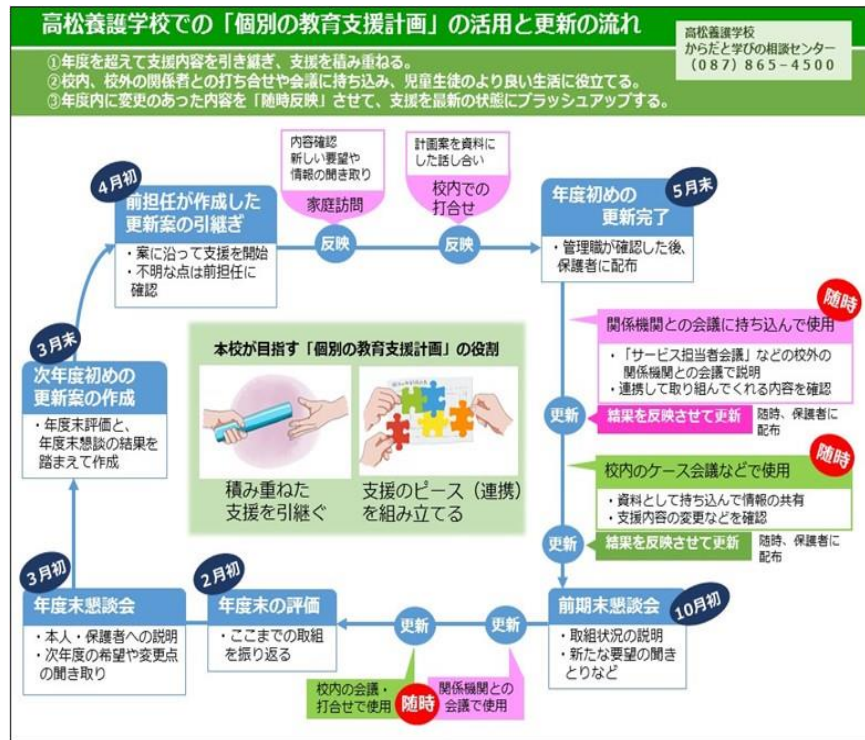 高松養護学校での「個別の教育支援計画」の活用と更新の流れ
高松養護学校
からだと学びの相談センター
(087)865-4500
①年度を超えて支援内容を引き継ぎ、支援を積み重ねる。
②校内、校外の関係者との打ち合せや会議に持ち込み、児童生徒のより良い生活に役立てる。
③年度内に変更のあった内容を「随時反映」させて、支援を最新の状態にブラッシュアップする。
4月初
前担任が作成した
更新案の引継ぎ
・案に沿って支援を開始
・不明な点は前担任に
確認
内容確認
新しい要望や
情報の聞き取り
家庭訪問
反映
計画案を資料に
した話し合い
校内での
打合せ
反映
5月末
年度初めの
更新完了
・管理職が確認した後、
保護者に配布
随時
関係機関との会議に持ち込んで使用
・「サービス担当者会議」などの校外の
関係機関との会議で説明
・連携して取り組んでくれる内容を確認
更新
結果を反映させて更新
随時、保護者に
配布
随時
校内のケース会議などで使用
・資料として持ち込んで情報の共有
・支援内容の変更などを確認
更新
結果を反映させて更新
随時、保護者に
配布
10月初
前期末懇談会
・取組状況の説明
・新たな要望の聞き
とりなど
更新
関係機関との
会議で使用
随時
更新
校内の会議・
打合せで使用
2月初
年度末の評価
・ここまでの取組
を振り返る
3月初
年度末懇談会
・本人・保護者への説明
・次年度の希望や変更点
の聞き取り
3月末
次年度初めの
更新案の作成
・年度末評価と、
年度末懇談の結果を
踏まえて作成
本校が目指す「個別の教育支援計画」の役割
積み重ねた
支援を引継ぐ
支援のピース（連携）
を組み立てる